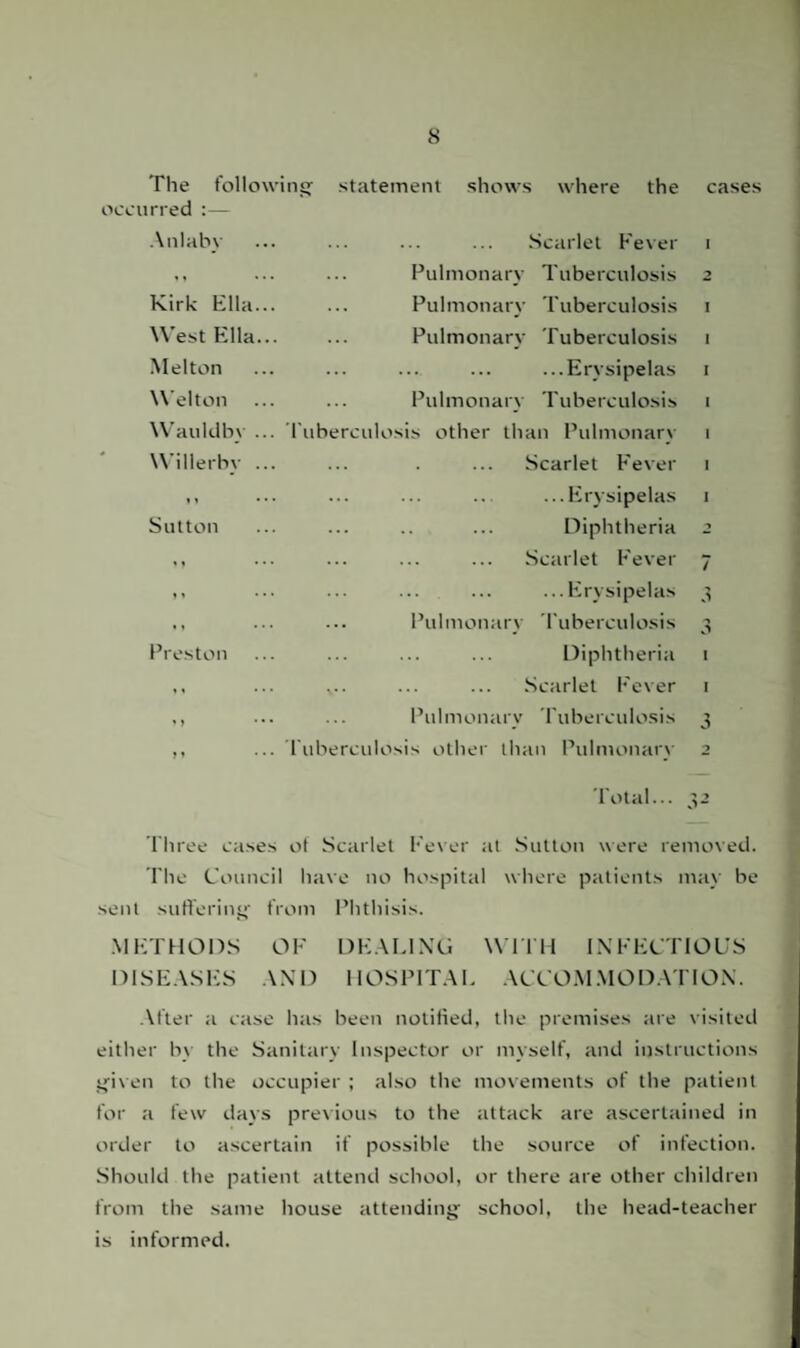 8
The following statement shows where the cases
occurred :—
Anlaby ... ... ... ... Scarlet Fever 1
,, ... ... Pulmonary Tuberculosis 2
Kirk Ella... ... Pulmonary Tuberculosis 1
West Ella... ... Pulmonary Tuberculosis 1
Melton ... ... ... ... ...Erysipelas 1
Welton ... ... Pulmonary Tuberculosis 1
Wauldby ... Tuberculosis other than Pulmonary 1
Willerby ... ... . ... Scarlet Fever 1
,, ... ... ... .. ...Erysipelas 1
Sutton ... ... .. ... Diphtheria 2
,, ... ... ... ... Scarlet Fever 7
,, ... ... ... ... ...Erysipelas 3
,, ... ... Pulmonary Tuberculosis 3
Preston ... ... ... ... Diphtheria 1
,, ... ... ... ... Scarlet Fever 1
,, ... ... Pulmonary Tuberculosis 3
,, ... Tuberculosis other than Pulmonary 2
Total... 32
Three cases of Scarlet Fever at Sutton were removed.
The Council have no hospital where patients may be
sent suffering from Phthisis.
METHODS OF DEALING WITH INFECTIOUS
DISEASES AND HOSPITAL ACCOMMODATION.
After a case has been notified, the premises are visited
either by the Sanitary Inspector or myself, and instructions
given to the occupier ; also the movements of the patient
for a few days previous to the attack are ascertained in
order to ascertain if possible the source of infection.
Should the patient attend school, or there are other children
from the same house attending school, the head-teacher
is informed.